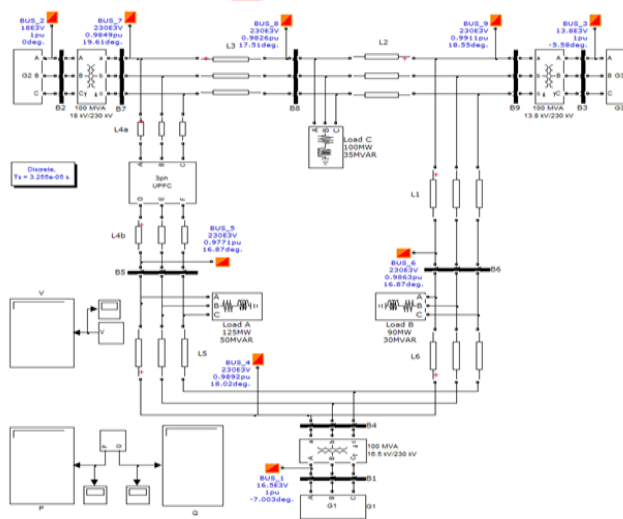 BUS_2
18E3V
1pu
0deg.
BUS_7
230E3V
0.9849pu
19.61deg.
BUS_8
230E3V
0.9826pu
17.51deg.
BUS_9
230E3V
0.9911pu
18.55deg.
BUS_3
13.8E3V
1pu
-5.58deg.
L3
L2
G2
B2
B7
B8
B9
B3
G3
100 MVA
18 kV/230 kV
100 MVA
13.8 kV/230 kV
Load C
100MW
35MVAR
L4a
3ph
UPFC
L4b
L1
Discrete,
Ts = 3.255e-05 s.
BUS_5
230E3V
0.9771pu
16.87deg.
B5
BUS_6
230E3V
0.9863pu
16.87deg.
B6
V
V
A
B
C
Load A
125MW
50MVAR
A
B
C
Load B
90MW
30MVAR
L5
L6
BUS_4
230E3V
0.9892pu
18.02deg.
B4
100 MVA
16.5 kV/230 kV
BUS_1
16.5E3V
1pu
-7.003deg.
B1
A B C
G1
G1
P
Q